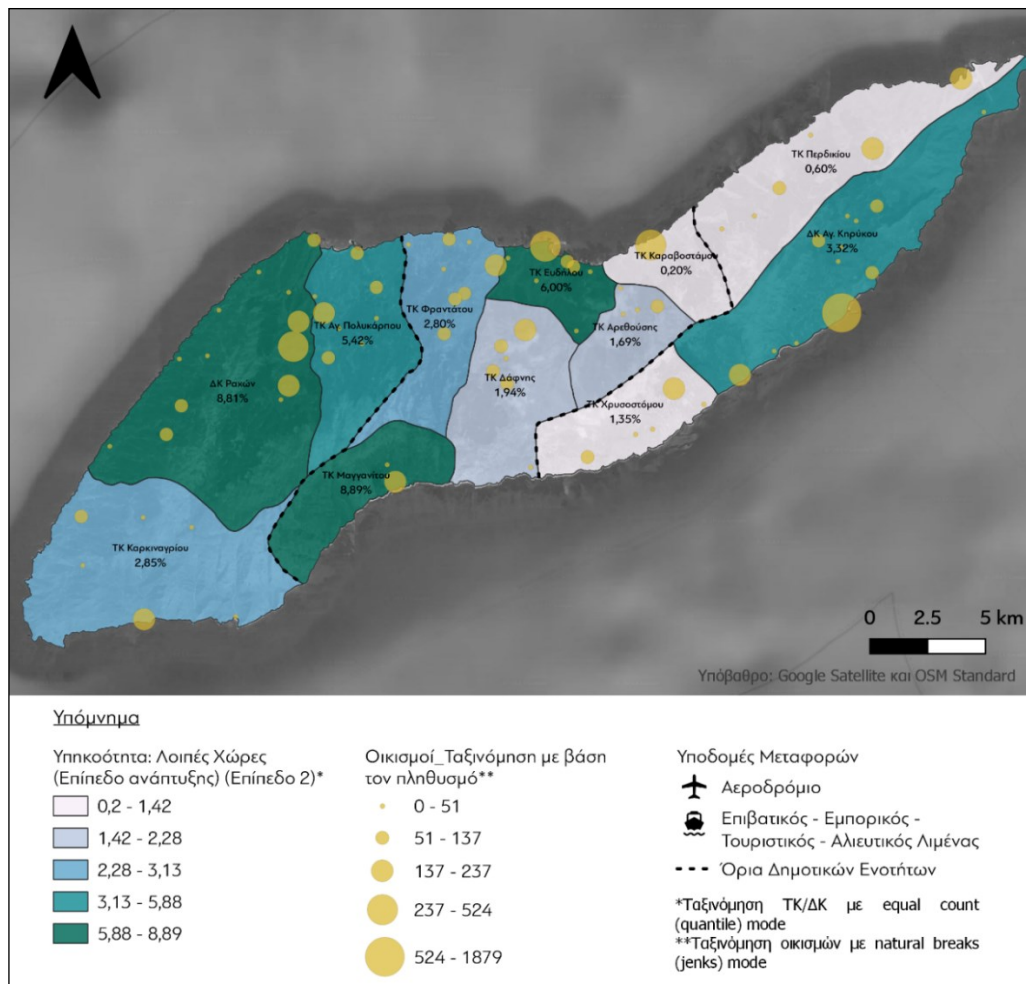 ΤΚ Περδικίου
0,60%
ΔΚ Αγ. Κηρύκου
3,32%
ΤΚ Καραβοστάμου
0,20%
ΤΚ Ευδήλου
6,00%
ΤΚ Φραντάτου
2,80%
ΤΚ Αρεθούσης
1,69%
ΤΚ Αγ. Πολυκάρπου
5,42%
ΔΚ Ραχών
8,81%
ΤΚ Δάφνης
1,94%
ΤΚ Χρυσοστόμου
1,35%
ΤΚ Μαγγανίτου
8,89%
ΤΚ Καρκιναγρίου
2,85%
0 2.5 5 km
Υπόβαθρο: Google Satellite και OSM Standard
Υπόμνημα
Υπηκοότητα: Λοιπές Χώρες
(Επίπεδο ανάπτυξης) (Επίπεδο 2)*
0,2 - 1,42
1,42 - 2,28
2,28 - 3,13
3,13 - 5,88
5,88 - 8,89
Οικισμοί_Ταξινόμηση με βάση
τον πληθυσμό**
0 - 51
51 - 137
137 - 237
237 - 524
524 - 1879
Υποδομές Μεταφορών
Αεροδρόμιο
Επιβατικός - Εμπορικός -
Τουριστικός - Αλιευτικός Λιμένας
Όρια Δημοτικών Ενοτήτων
*Ταξινόμηση ΤΚ/ΔΚ με equal count
(quantile) mode
**Ταξινόμηση οικισμών με natural breaks
(jenks) mode